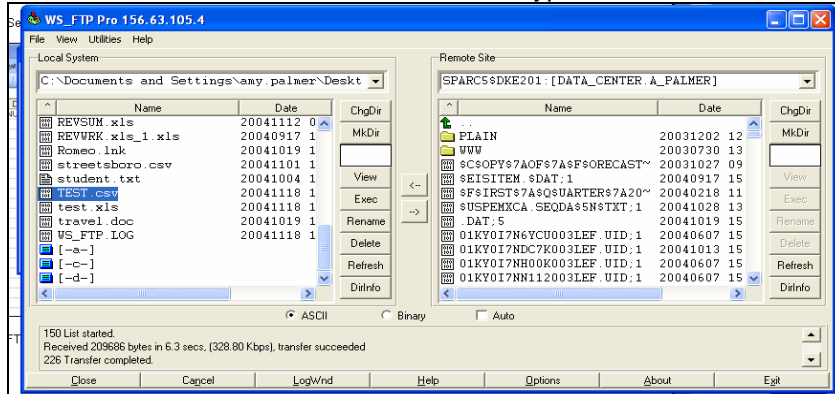 WS_FTP Pro 156.63.105.4
File View Utilities Help
Local System
C:\Documents and Settings\amy.palmer\Deskt
^ Name Date
REVSUM.xls 20041112 0
REVWRK.xls_1.xls 20040917 1
Romeo.lnk 20041019 1
streetsboro.csv 20041101 1
student.txt 20041004 1
TEST.csv 20041118 1
test.xls 20041118 1
travel.doc 20041019 1
WS_FTP.LOG 20041118 1
[-a-]
[-c-]
[-d-]
ChgDir
MkDir
View
Exec
Rename
Delete
Refresh
DirInfo
<--
-->
Remote Site
SPARC5$DKE201:[DATA_CENTER.A_PALMER]
^ Name Date
..
PLAIN 20031202 12
WWW 20030730 13
$C$OPY$7AOF$7A$F$ORECAST~ 20031027 09
$EISITEM.$DAT;1 20040917 15
$F$IRST$7A$Q$UARTER$7A20~ 20040218 11
$USPEMXCA.SEQDA$5N$TXT;1 20041028 13
.DAT;5 20041019 15
01KY0I7N6YCU003LEF.UID;1 20040607 15
01KY0I7NDC7K003LEF.UID;1 20041013 15
01KY0I7NH00K003LEF.UID;1 20040607 15
01KY0I7NN112003LEF.UID;1 20040607 15
ChgDir
MkDir
View
Exec
Rename
Delete
Refresh
DirInfo
ASCII Binary Auto
150 List started.
Received 209686 bytes in 6.3 secs, (328.80 Kbps), transfer succeeded
226 Transfer completed.
Close Cancel LogWnd Help Options About Exit